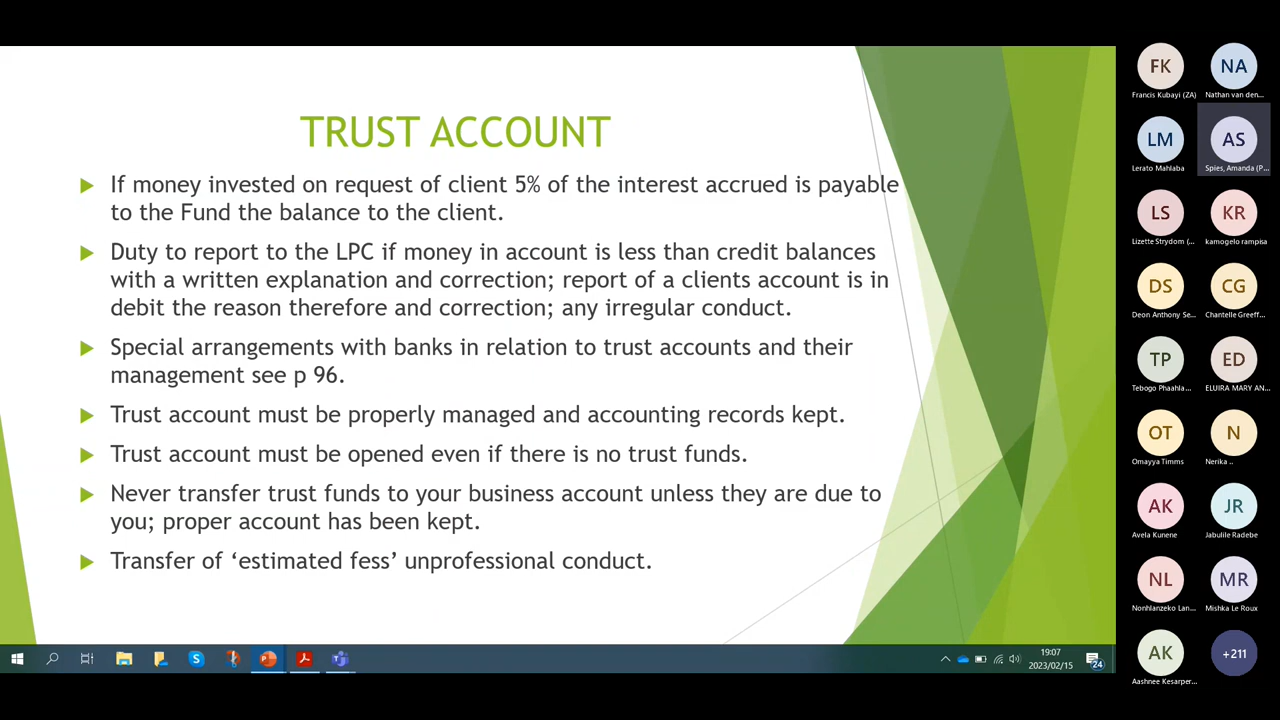 TRUST ACCOUNT
If money invested on request of client 5% of the interest accrued is payable
to the Fund the balance to the client.
Duty to report to the LPC if money in account is less than credit balances
with a written explanation and correction; report of a clients account is in
debit the reason therefore and correction; any irregular conduct.
Special arrangements with banks in relation to trust accounts and their
management see p 96.
Trust account must be properly managed and accounting records kept.
Trust account must be opened even if there is no trust funds.
Never transfer trust funds to your business account unless they are due to
you; proper account has been kept.
Transfer of ‘estimated fess’ unprofessional conduct.
FK NA
Francis Kubayi (ZA) Nathan van den...
LM AS
Lerato Mahlaba Spies, Amanda (P...
LS KR
Lizette Strydom (... kamogelo rampisa
DS CG
Deon Anthony Se... Chantelle Greeff...
TP ED
Tebogo Phaahla... ELUIRA MARY AN...
OT N
Omayya Timms Nerika ..
AK JR
Avela Kunene Jabulile Radebe
NL MR
Nonhlanzeko Lan... Mishka Le Roux
AK +211
Aashnee Kesarper...
19:07
2023/02/15
24